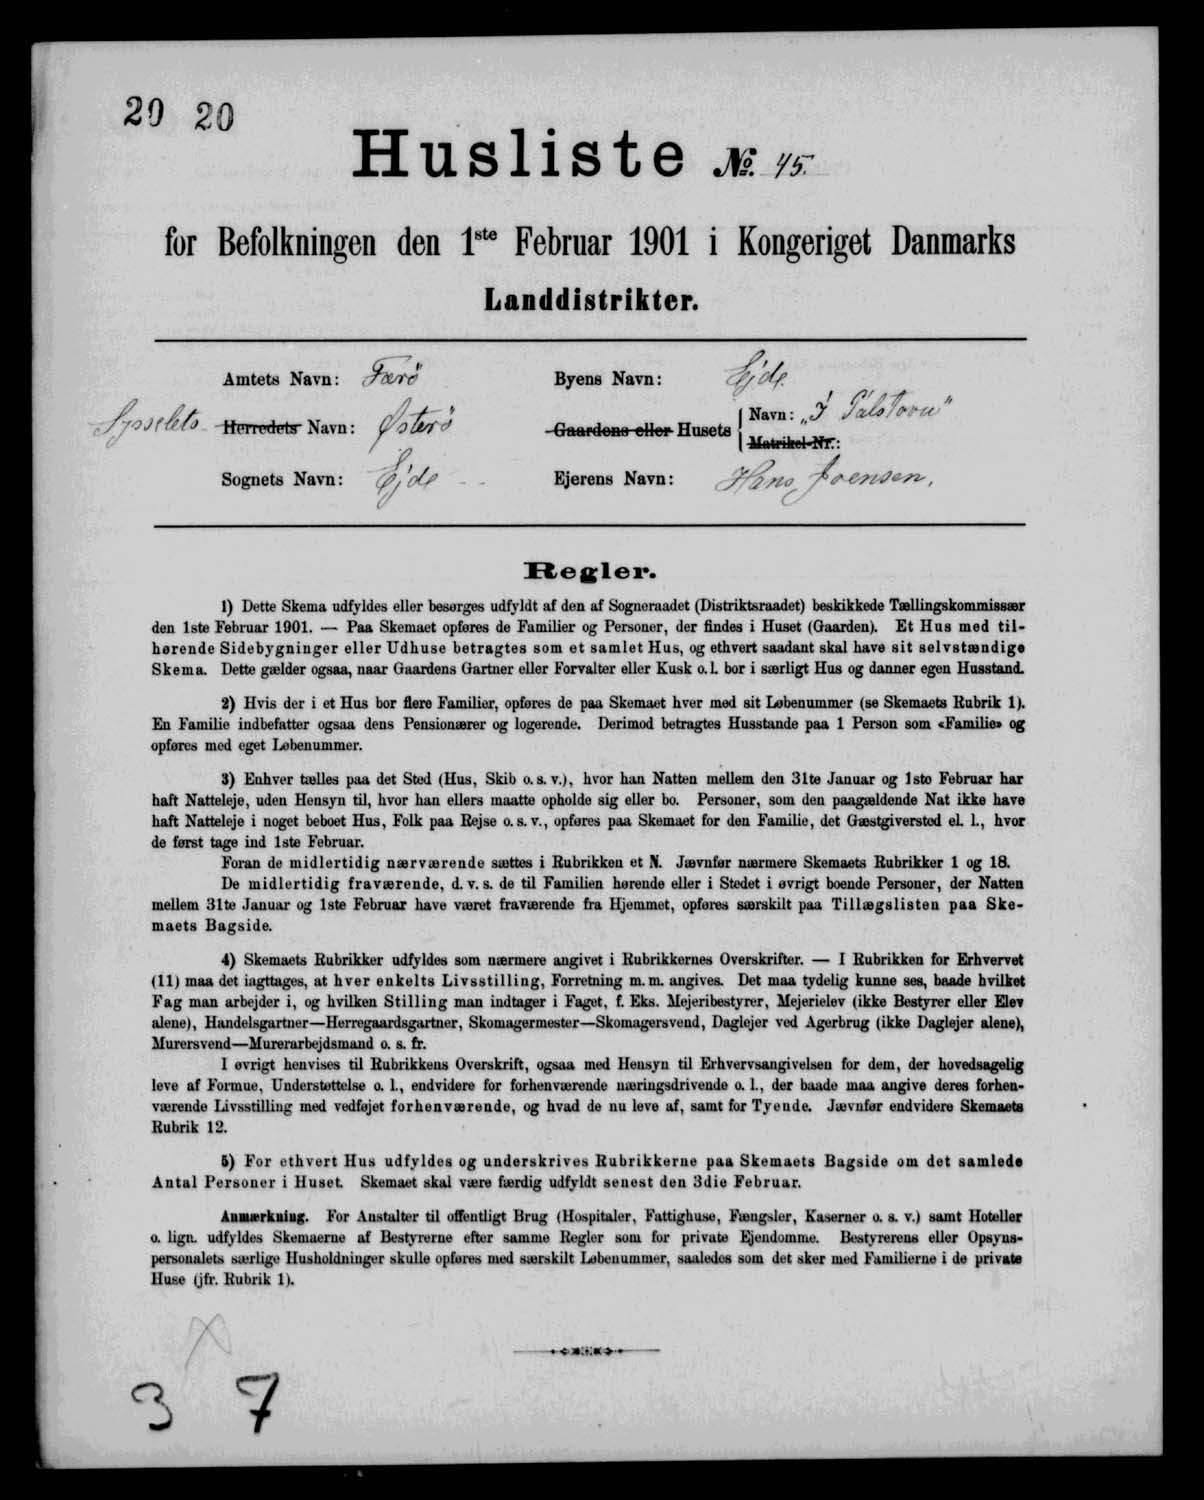 20 20
Husliste №. 45.
for Befolkningen den 1ste Februar 1901 i Kongeriget Danmarks
Landdistrikter.
Amtets Navn: Færö
Byens Navn: Ejde.
Sysselets Herredets Navn: Østerö
Gaardens eller Husets { Navn: „I Pálstovu" Matrikel-Nr.:
Sognets Navn: Ejde
Ejerens Navn: Hans Joensen.
Regler.
1) Dette Skema udfyldes eller besørges udfyldt af den af Sogneraadet (Distriktsraadet) beskikkede Tællingskommissær
den 1ste Februar 1901. — Paa Skemaet opføres de Familier og Personer, der findes i Huset (Gaarden). Et Hus med til-
hørende Sidebygninger eller Udhuse betragtes som et samlet Hus, og ethvert saadant skal have sit selvstændige
Skema. Dette gælder ogsaa, naar Gaardens Gartner eller Forvalter eller Kusk o. l. bor i særligt Hus og danner egen Husstand.
2) Hvis der i et Hus bor flere Familier, opføres de paa Skemaet hver med sit Løbenummer (se Skemaets Rubrik 1).
En Familie indbefatter ogsaa dens Pensionærer og logerende. Derimod betragtes Husstande paa 1 Person som «Familie» og
opføres med eget Løbenummer.
3) Enhver tælles paa det Sted (Hus, Skib o. s. v.), hvor han Natten mellem den 31te Januar og 1ste Februar har
haft Natteleje, uden Hensyn til, hvor han ellers maatte opholde sig eller bo. Personer, som den paagældende Nat ikke have
haft Natteleje i noget beboet Hus, Folk paa Rejse o. s. v., opføres paa Skemaet for den Familie, det Gæstgiversted el. l., hvor
de først tage ind 1ste Februar.
Foran de midlertidig nærværende sættes i Rubrikken et N. Jævnfør nærmere Skemaets Rubrikker 1 og 18.
De midlertidig fraværende, d. v. s. de til Familien hørende eller i Stedet i øvrigt boende Personer, der Natten
mellem 31te Januar og 1ste Februar have været fraværende fra Hjemmet, opføres særskilt paa Tillægslisten paa Ske-
maets Bagside.
4) Skemaets Rubrikker udfyldes som nærmere angivet i Rubrikkernes Overskrifter. — I Rubrikken for Erhvervet
(11) maa det iagttages, at hver enkelts Livsstilling, Forretning m. m. angives. Det maa tydelig kunne ses, baade hvilket
Fag man arbejder i, og hvilken Stilling man indtager i Faget, f. Eks. Mejeribestyrer, Mejerielev (ikke Bestyrer eller Elev
alene), Handelsgartner—Herregaardsgartner, Skomagermester—Skomagersvend, Daglejer ved Agerbrug (ikke Daglejer alene),
Murersvend—Murerarbejdsmand o. s. fr.
I øvrigt henvises til Rubrikkens Overskrift, ogsaa med Hensyn til Erhvervsangivelsen for dem, der hovedsagelig
leve af Formue, Understøttelse o. l., endvidere for forhenværende næringsdrivende o. l., der baade maa angive deres forhen-
værende Livsstilling med vedføjet forhenværende, og hvad de nu leve af, samt for Tyende. Jævnfør endvidere Skemaets
Rubrik 12.
5) For ethvert Hus udfyldes og underskrives Rubrikkerne paa Skemaets Bagside om det samlede
Antal Personer i Huset. Skemaet skal være færdig udfyldt senest den 3die Februar.
Anmærkning. For Anstalter til offentligt Brug (Hospitaler, Fattighuse, Fængsler, Kaserner o. s. v.) samt Hoteller
o. lign. udfyldes Skemaerne af Bestyrerne efter samme Regler som for private Ejendomme. Bestyrerens eller Opsyns-
personalets særlige Husholdninger skulle opføres med særskilt Løbenummer, saaledes som det sker med Familierne i de private
Huse (jfr. Rubrik 1).
X
3 7